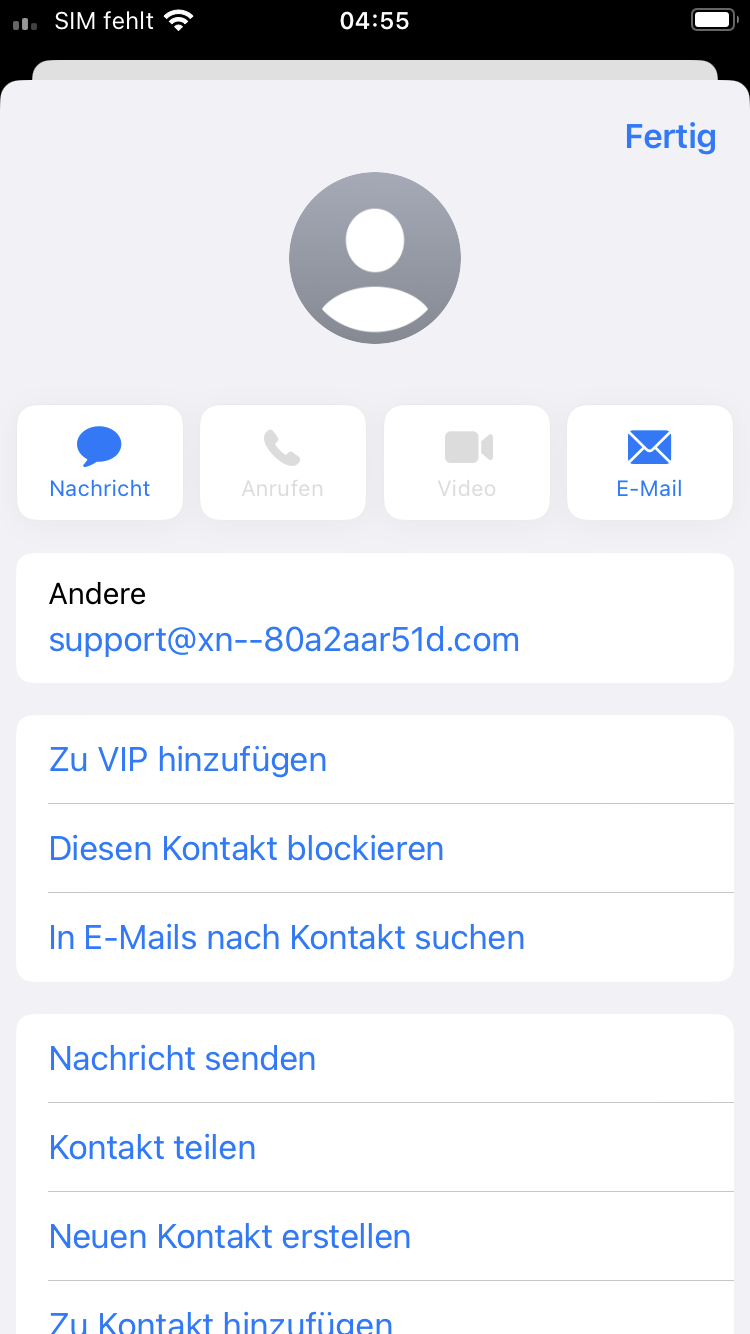 SIM fehlt
04:55
Fertig
Nachricht
Anrufen
Video
E-Mail
Andere
support@xn--80a2aar51d.com
Zu VIP hinzufügen
Diesen Kontakt blockieren
In E-Mails nach Kontakt suchen
Nachricht senden
Kontakt teilen
Neuen Kontakt erstellen
Zu Kontakt hinzufügen